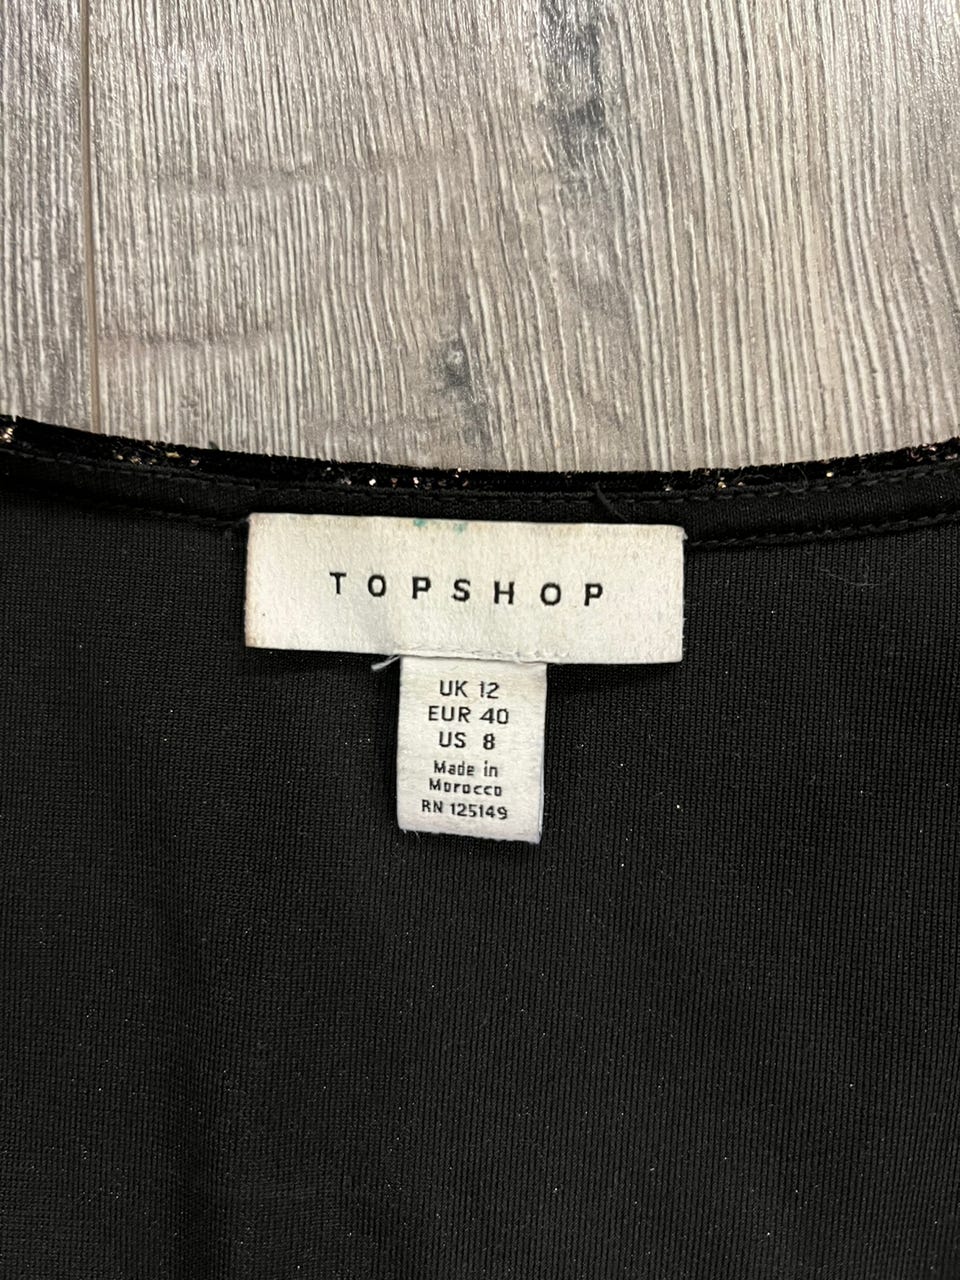 TOPSHOP
UK 12
EUR 40
US 8
Made in
Morocco
RN 125149